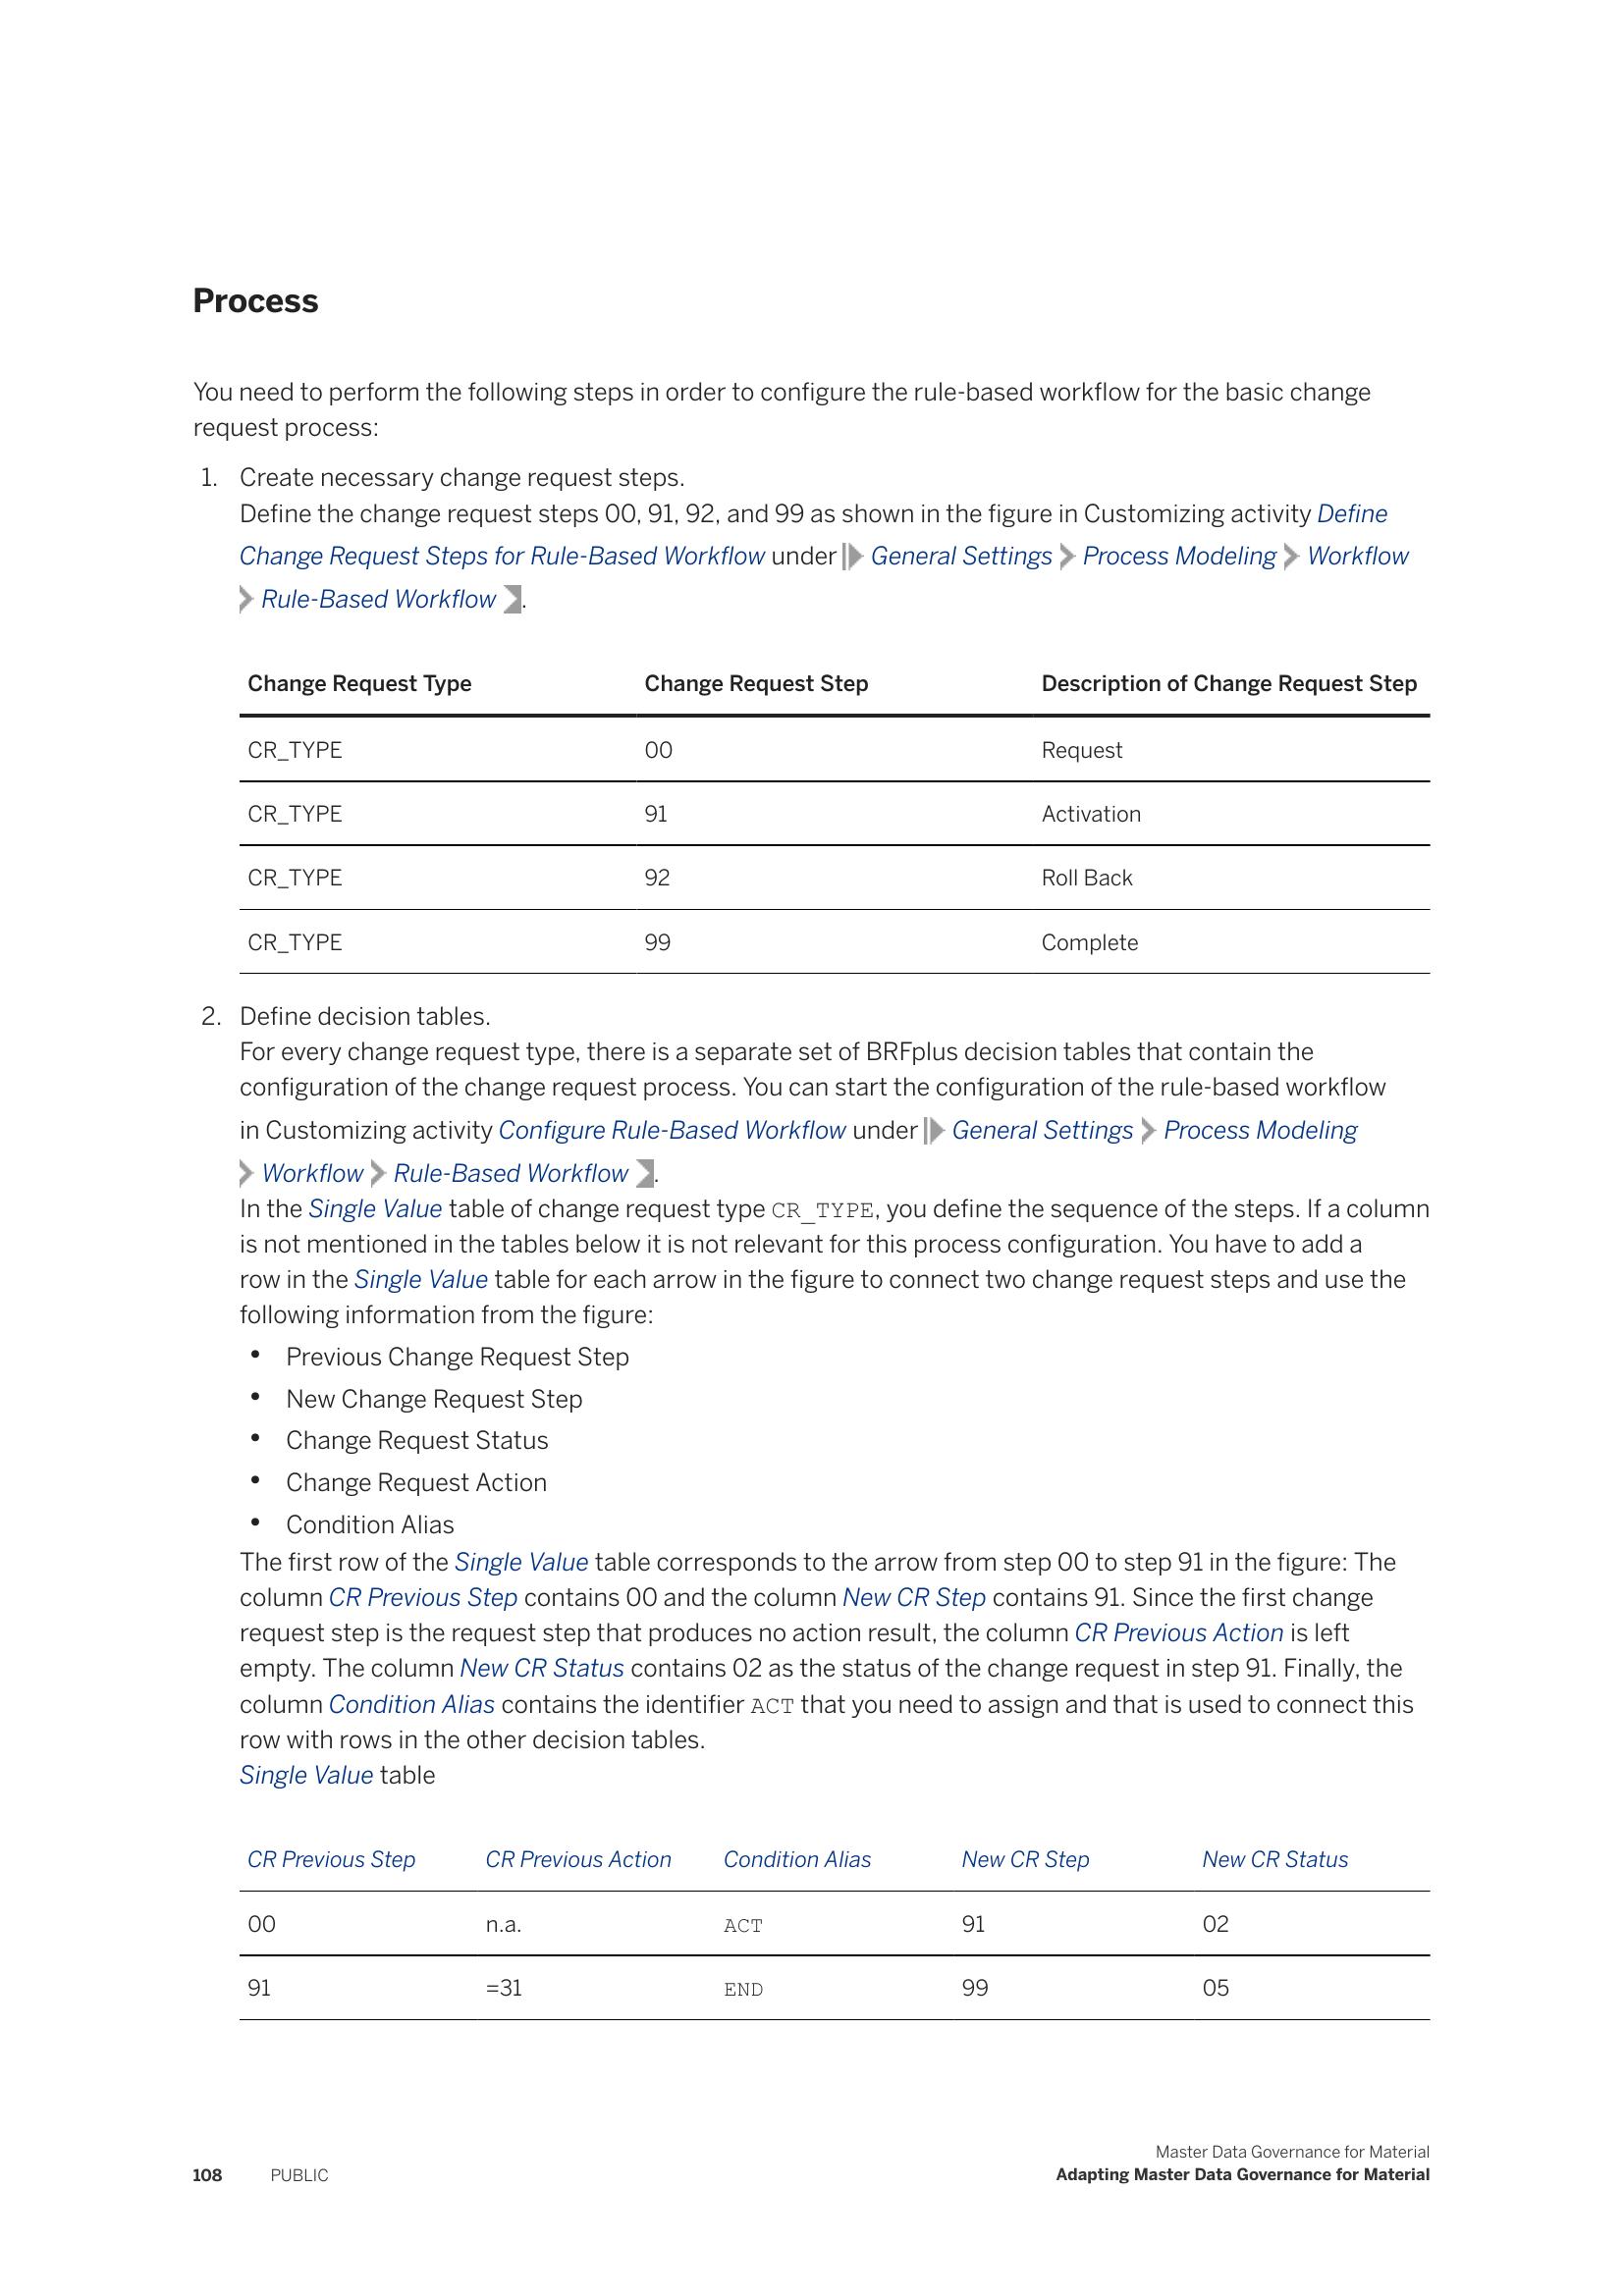 Process
You need to perform the following steps in order to configure the rule-based workflow for the basic change
request process:
1. Create necessary change request steps.
Define the change request steps 00, 91, 92, and 99 as shown in the figure in Customizing activity Define
Change Request Steps for Rule-Based Workflow under General Settings Process Modeling Workflow
Rule-Based Workflow .
Change Request Type Change Request Step Description of Change Request Step
CR_TYPE 00 Request
CR_TYPE 91 Activation
CR_TYPE 92 Roll Back
CR_TYPE 99 Complete
2. Define decision tables.
For every change request type, there is a separate set of BRFplus decision tables that contain the
configuration of the change request process. You can start the configuration of the rule-based workflow
in Customizing activity Configure Rule-Based Workflow under General Settings Process Modeling
Workflow Rule-Based Workflow .
In the Single Value table of change request type CR_TYPE, you define the sequence of the steps. If a column
is not mentioned in the tables below it is not relevant for this process configuration. You have to add a
row in the Single Value table for each arrow in the figure to connect two change request steps and use the
following information from the figure:
• Previous Change Request Step
• New Change Request Step
• Change Request Status
• Change Request Action
• Condition Alias
The first row of the Single Value table corresponds to the arrow from step 00 to step 91 in the figure: The
column CR Previous Step contains 00 and the column New CR Step contains 91. Since the first change
request step is the request step that produces no action result, the column CR Previous Action is left
empty. The column New CR Status contains 02 as the status of the change request in step 91. Finally, the
column Condition Alias contains the identifier ACT that you need to assign and that is used to connect this
row with rows in the other decision tables.
Single Value table
CR Previous Step CR Previous Action Condition Alias New CR Step New CR Status
00 n.a. ACT 91 02
91 =31 END 99 05
Master Data Governance for Material
108 PUBLIC Adapting Master Data Governance for Material